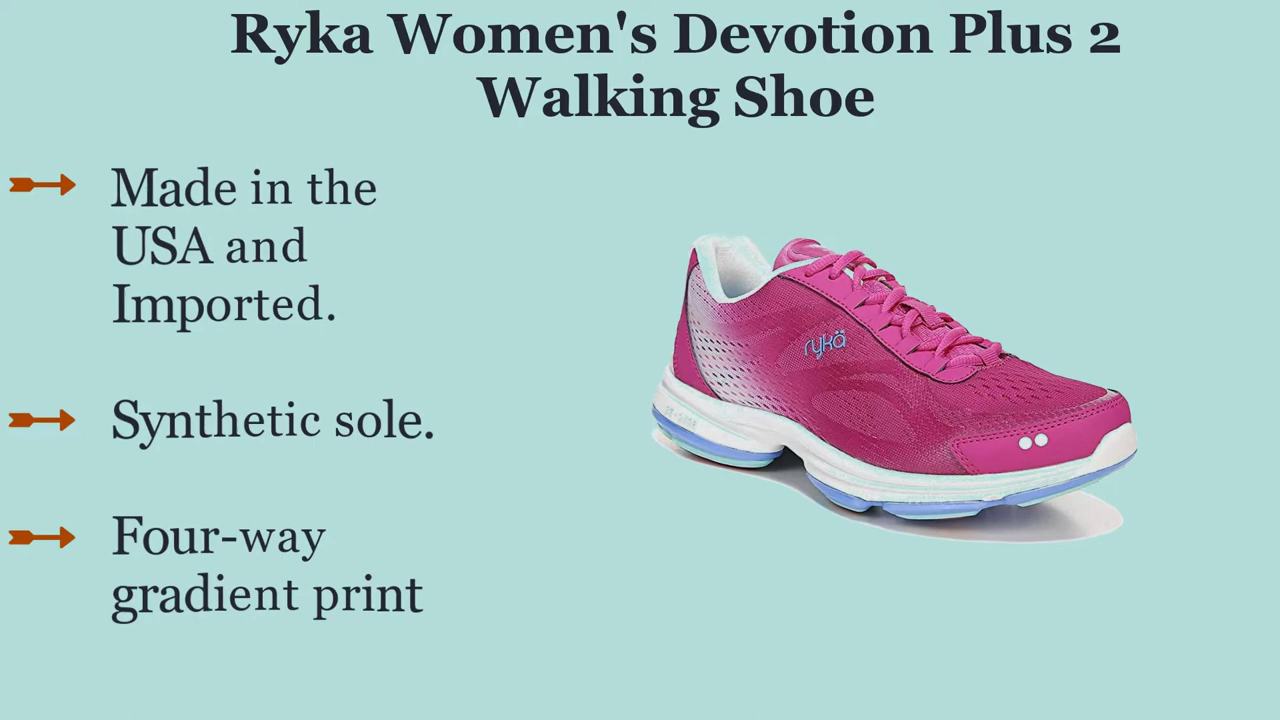 Ryka Women's Devotion Plus 2
Walking Shoe
Made in the
USA and
Imported.
Synthetic sole.
Four-way
gradient print
rykä